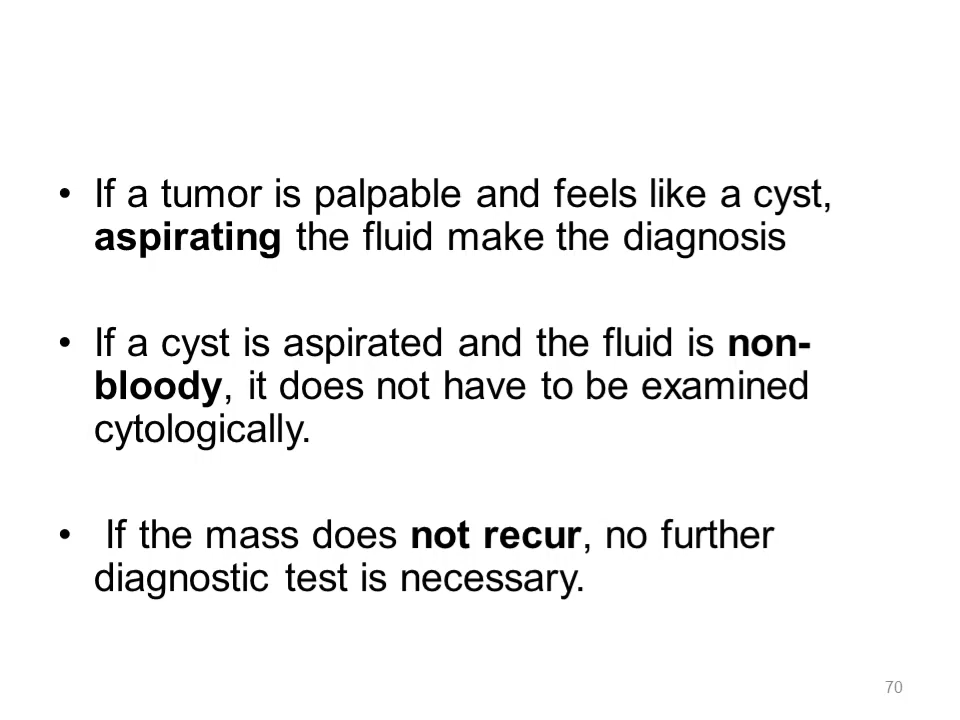 • If a tumor is palpable and feels like a cyst,
aspirating the fluid make the diagnosis
• If a cyst is aspirated and the fluid is non-
bloody, it does not have to be examined
cytologically.
• If the mass does not recur, no further
diagnostic test is necessary.
70